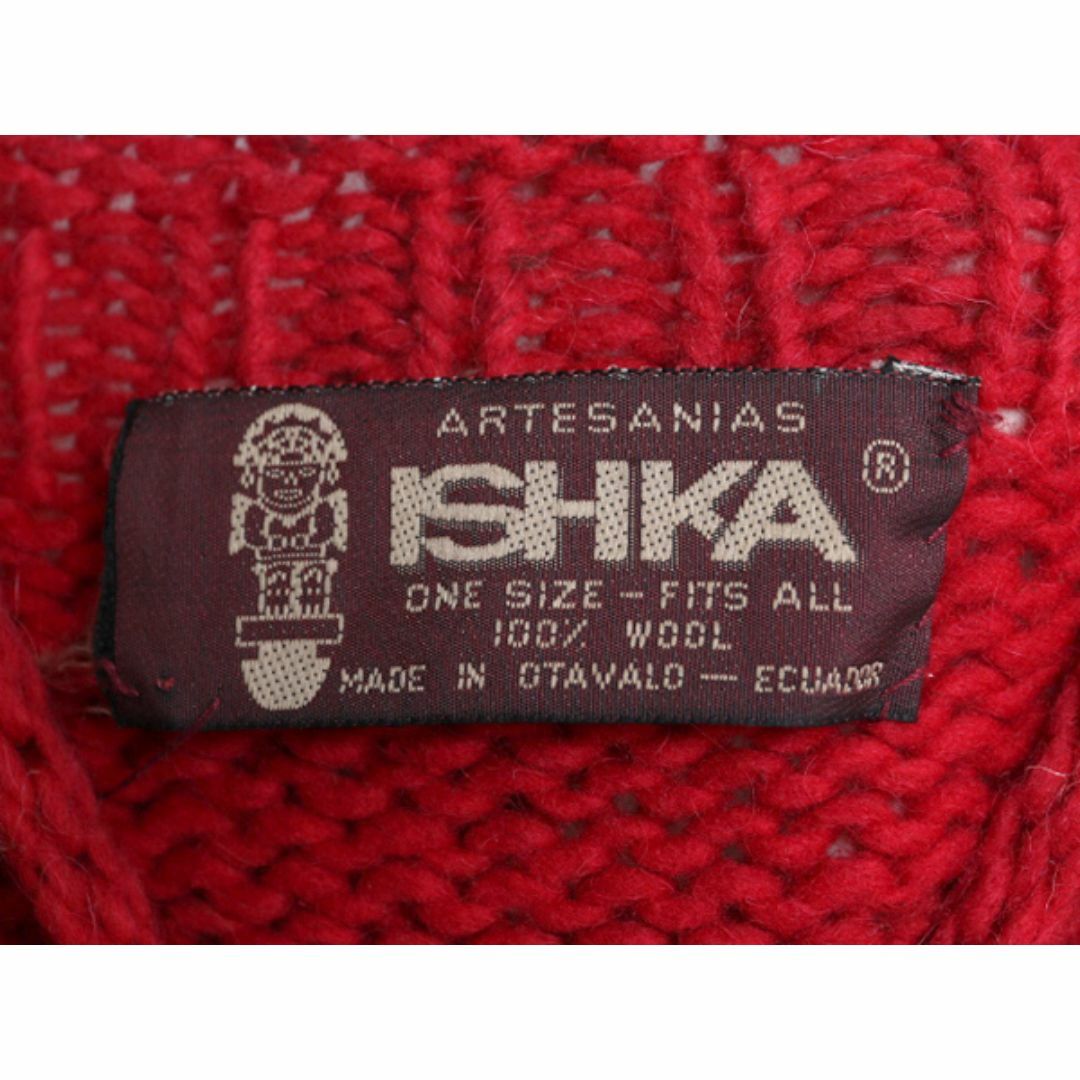 ARTESANIAS
ISHKA ®
ONE SIZE - FITS ALL
100% WOOL
MADE IN OTAVALO — ECUADOR